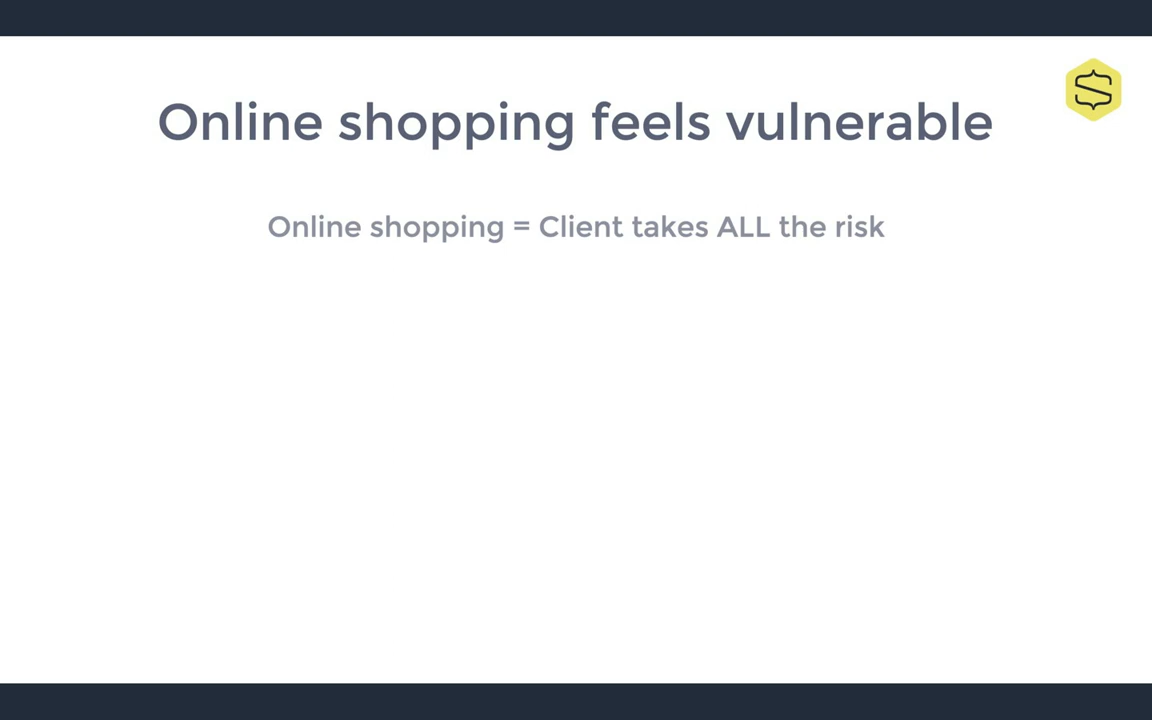 Online shopping feels vulnerable
Online shopping = Client takes ALL the risk